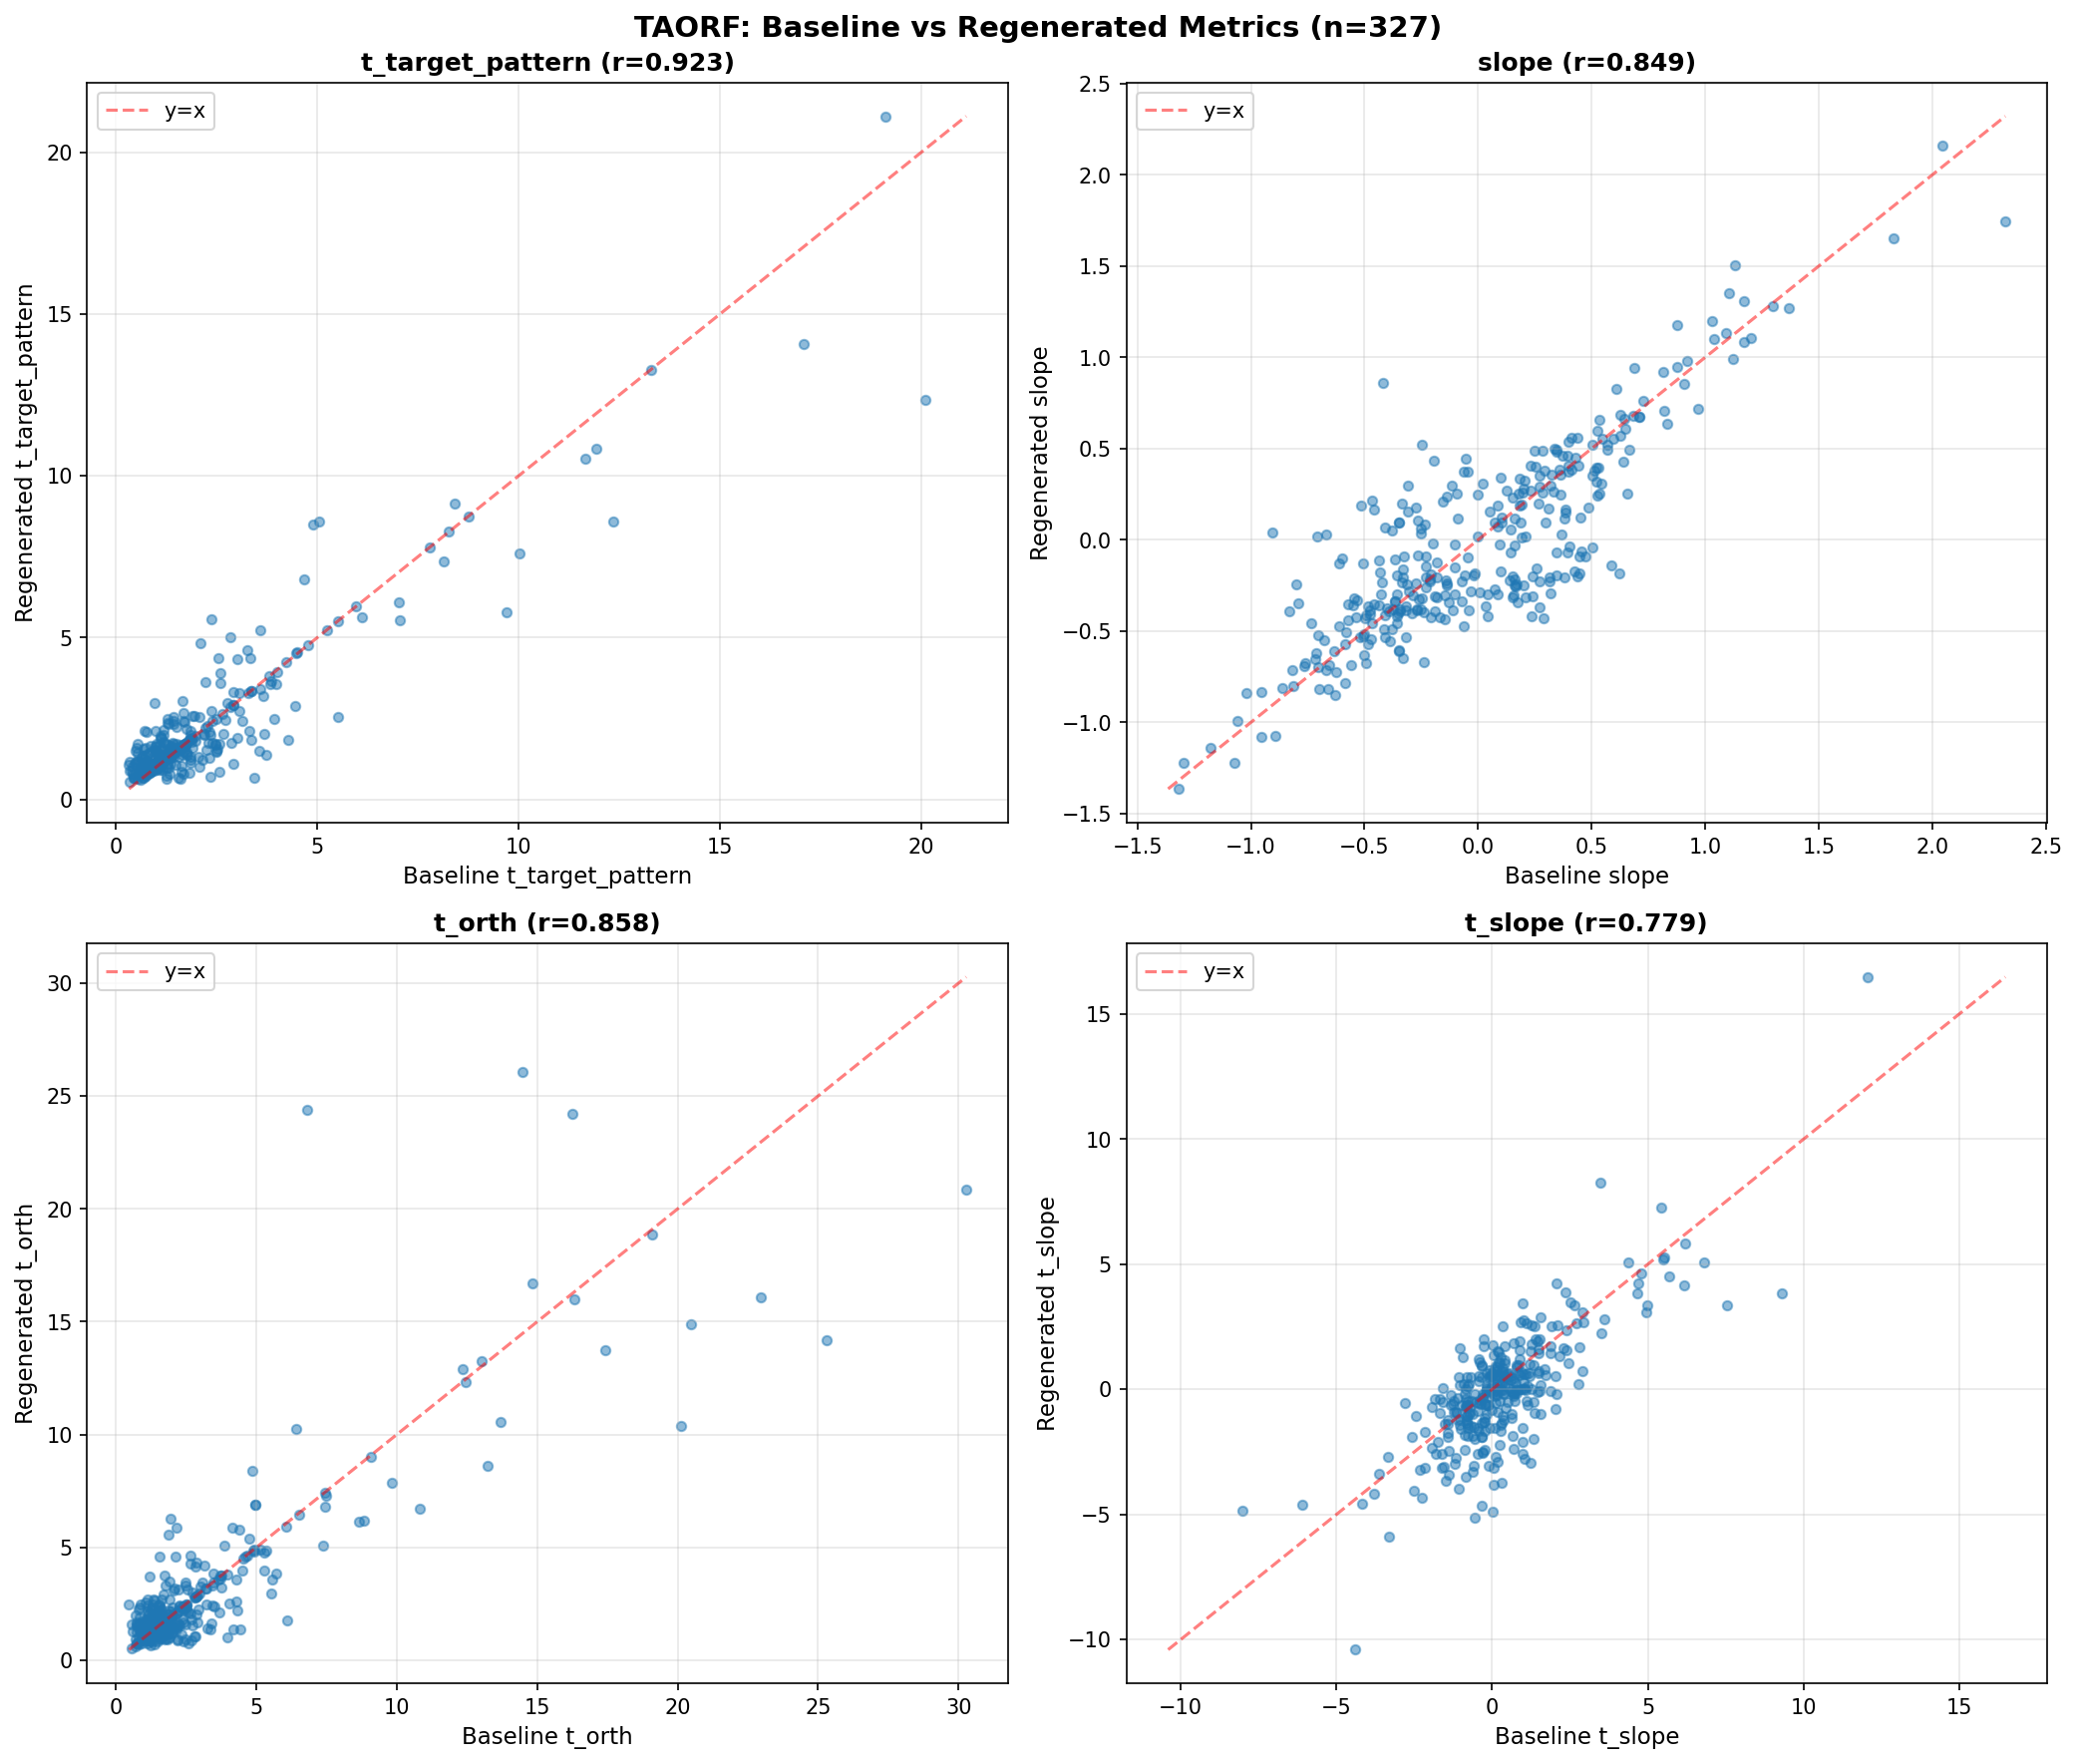 TAORF: Baseline vs Regenerated Metrics (n=327)
t_target_pattern (r=0.923)
y=x
20
15
10
5
0
0 5 10 15 20
Regenerated t_target_pattern
Baseline t_target_pattern
slope (r=0.849)
y=x
2.5
2.0
1.5
1.0
0.5
0.0
−0.5
−1.0
−1.5
−1.5 −1.0 −0.5 0.0 0.5 1.0 1.5 2.0 2.5
Regenerated slope
Baseline slope
t_orth (r=0.858)
y=x
30
25
20
15
10
5
0
0 5 10 15 20 25 30
Regenerated t_orth
Baseline t_orth
t_slope (r=0.779)
y=x
15
10
5
0
−5
−10
−10 −5 0 5 10 15
Regenerated t_slope
Baseline t_slope